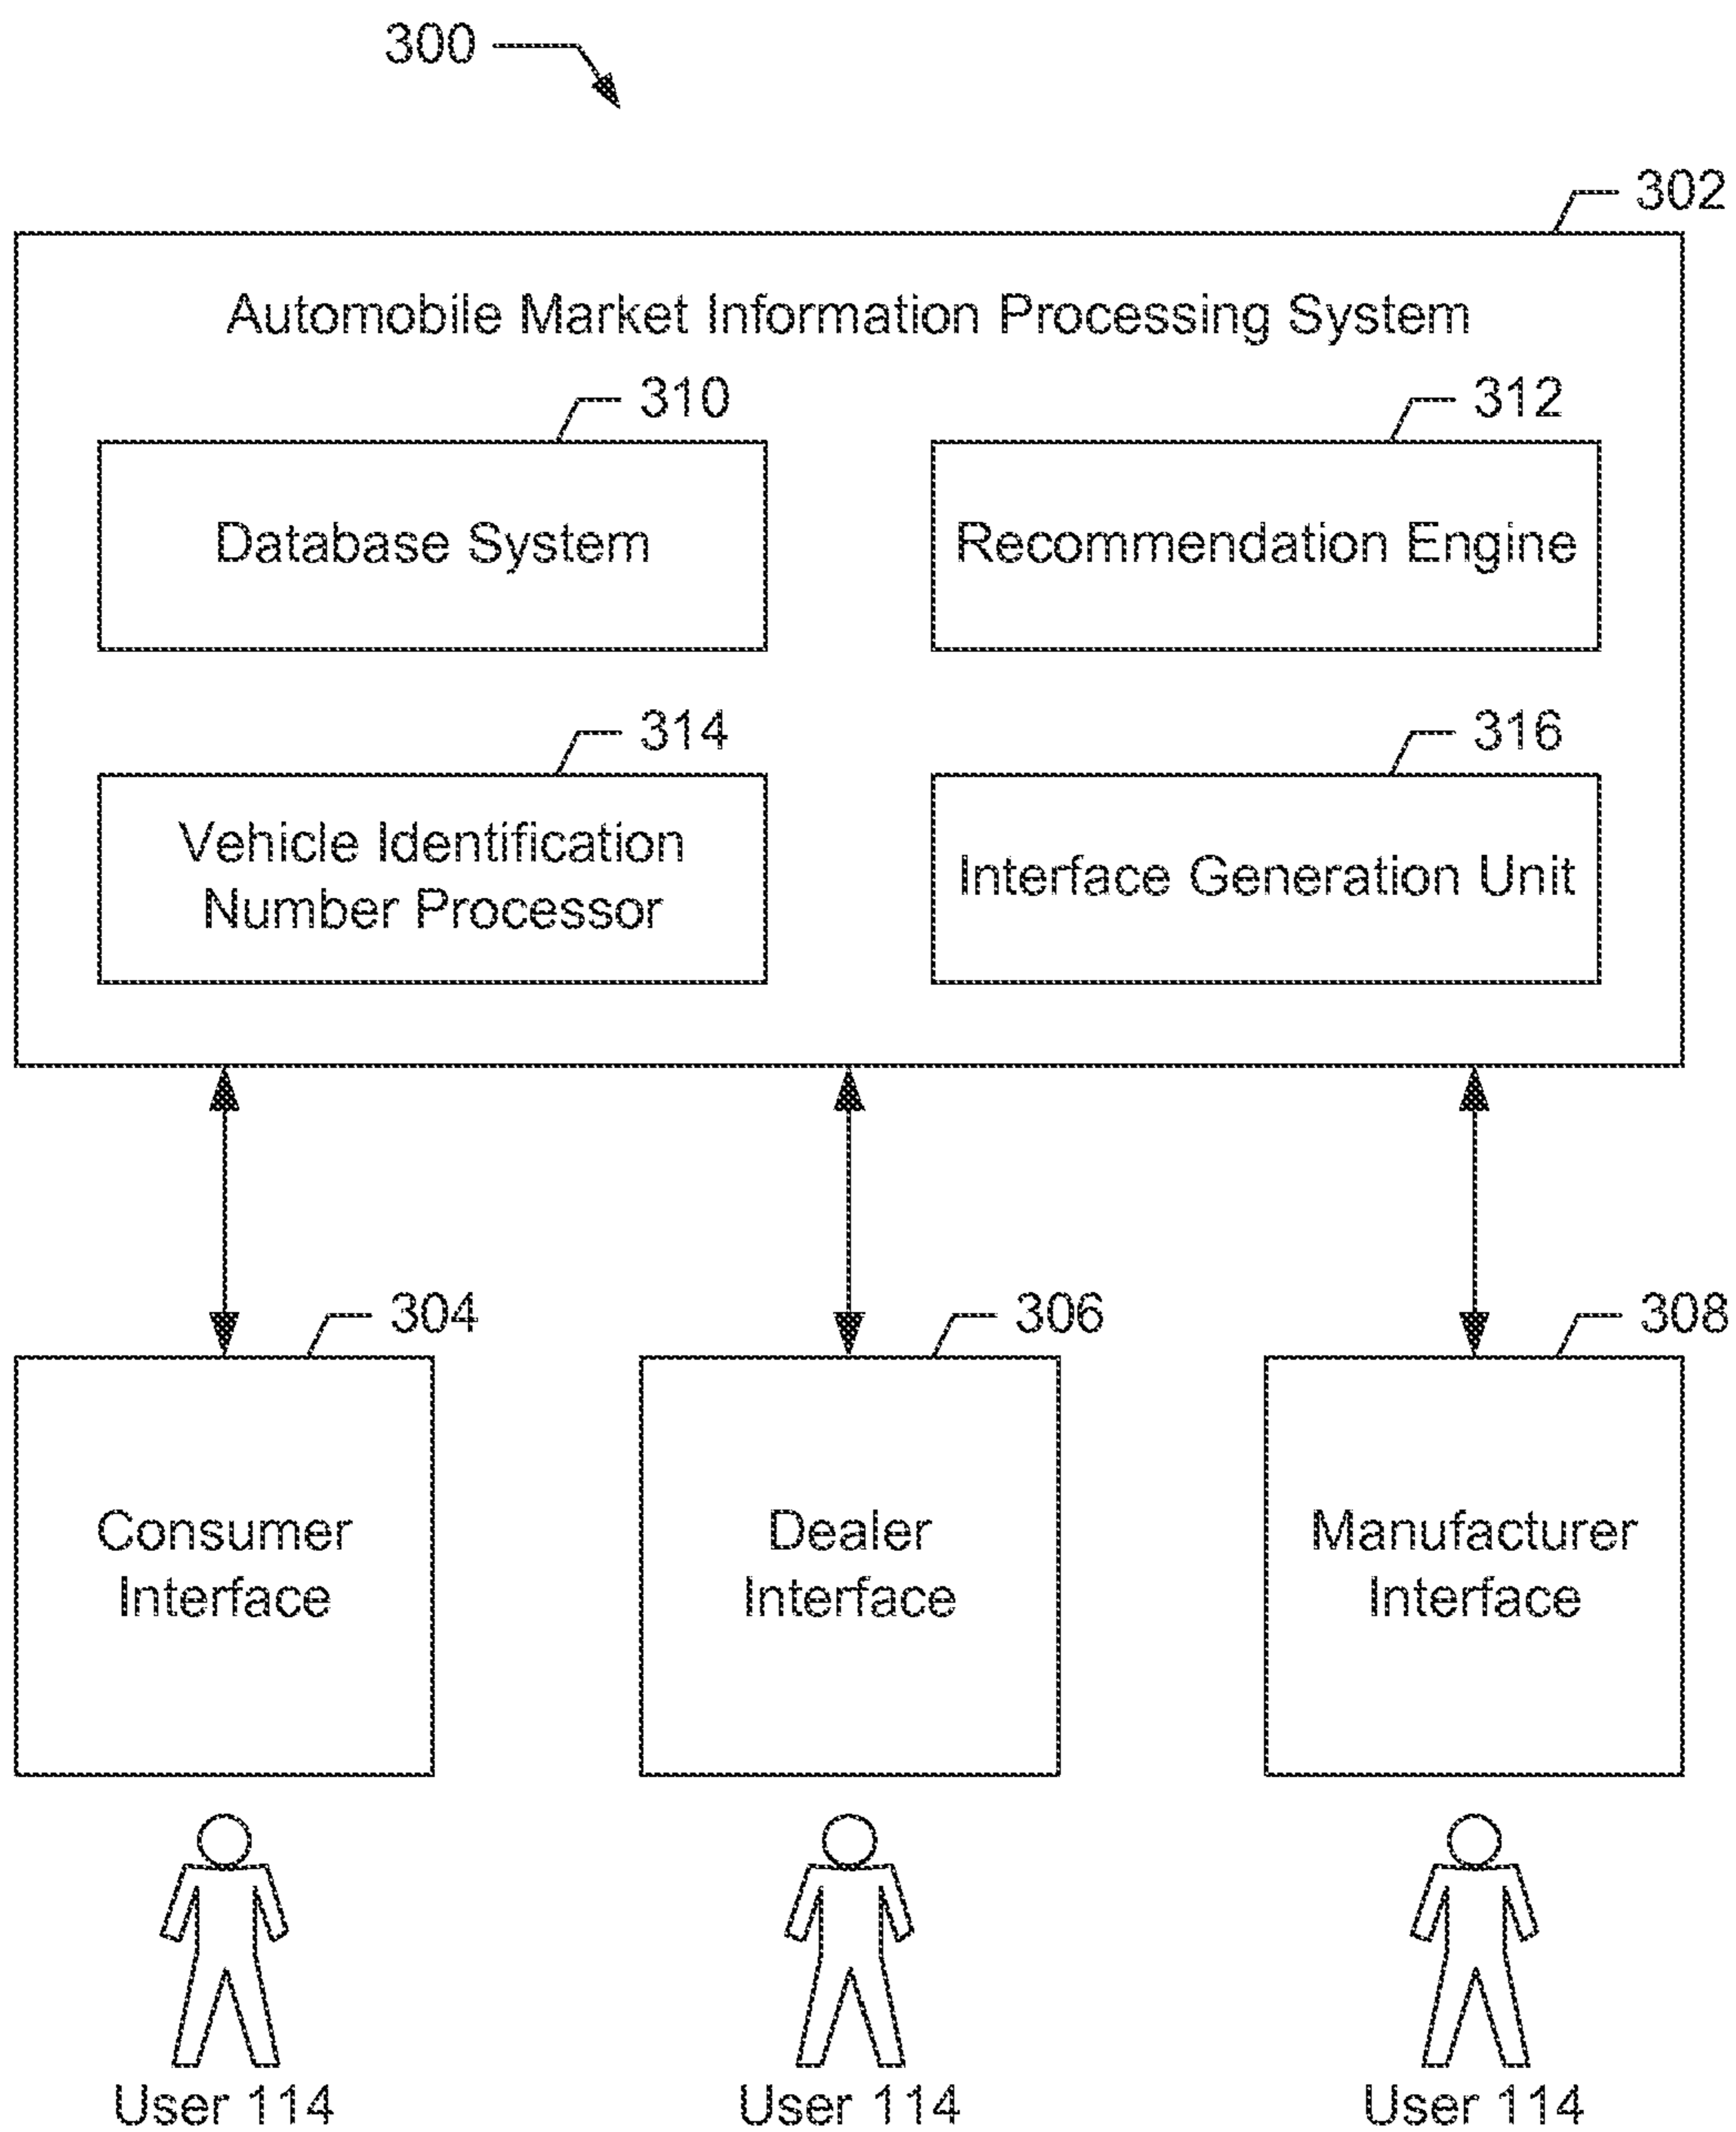 300
302
Automobile Market Information Processing System
310
312
Database System
Recommendation Engine
314
316
Vehicle Identification
Number Processor
Interface Generation Unit
304
306
308
Consumer
Interface
Dealer
Interface
Manufacturer
Interface
User 114
User 114
User 114